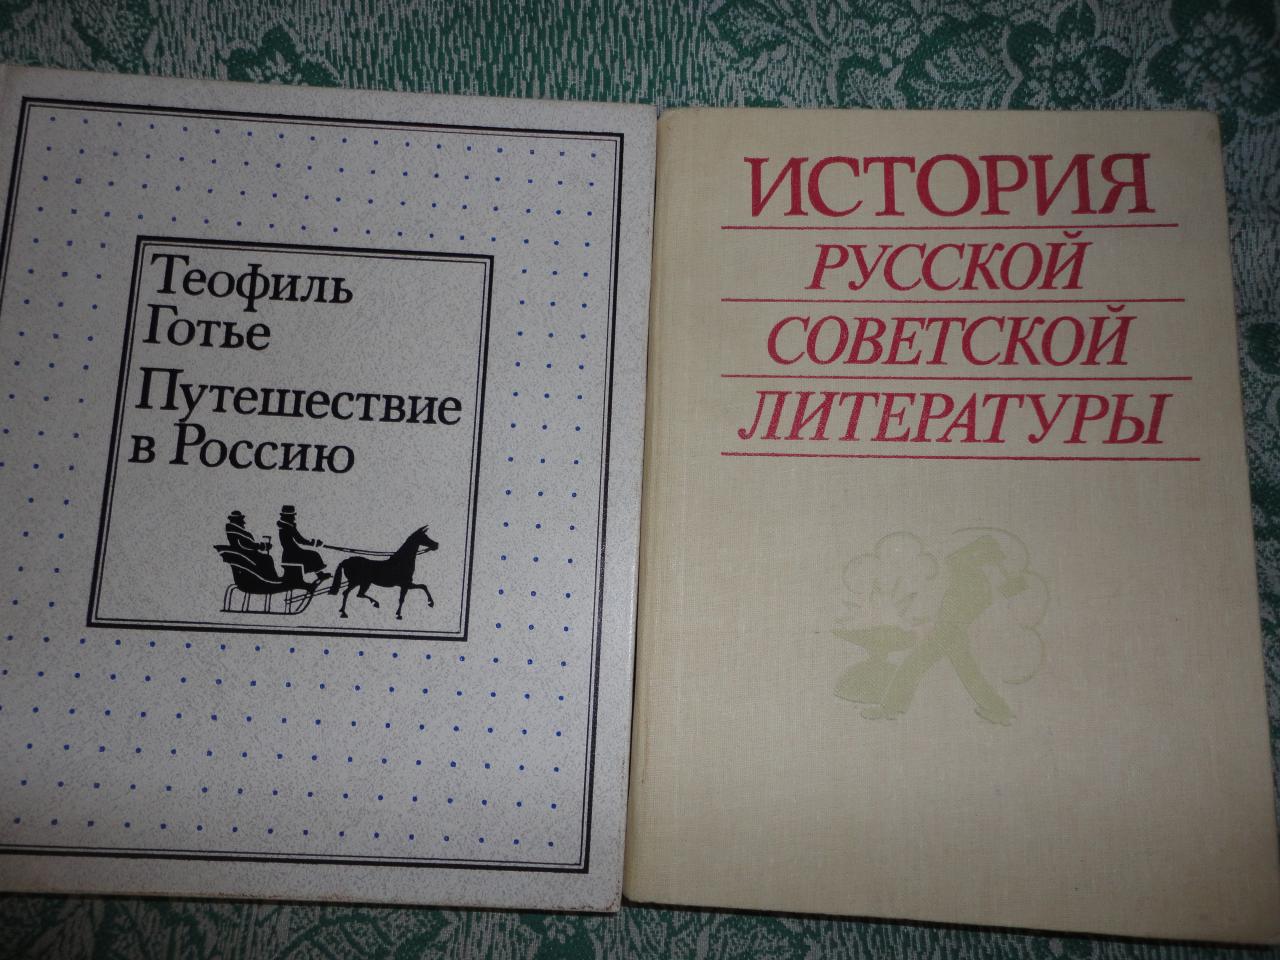 Теофиль
Готье
Путешествие
в Россию
ИСТОРИЯ
РУССКОЙ
СОВЕТСКОЙ
ЛИТЕРАТУРЫ